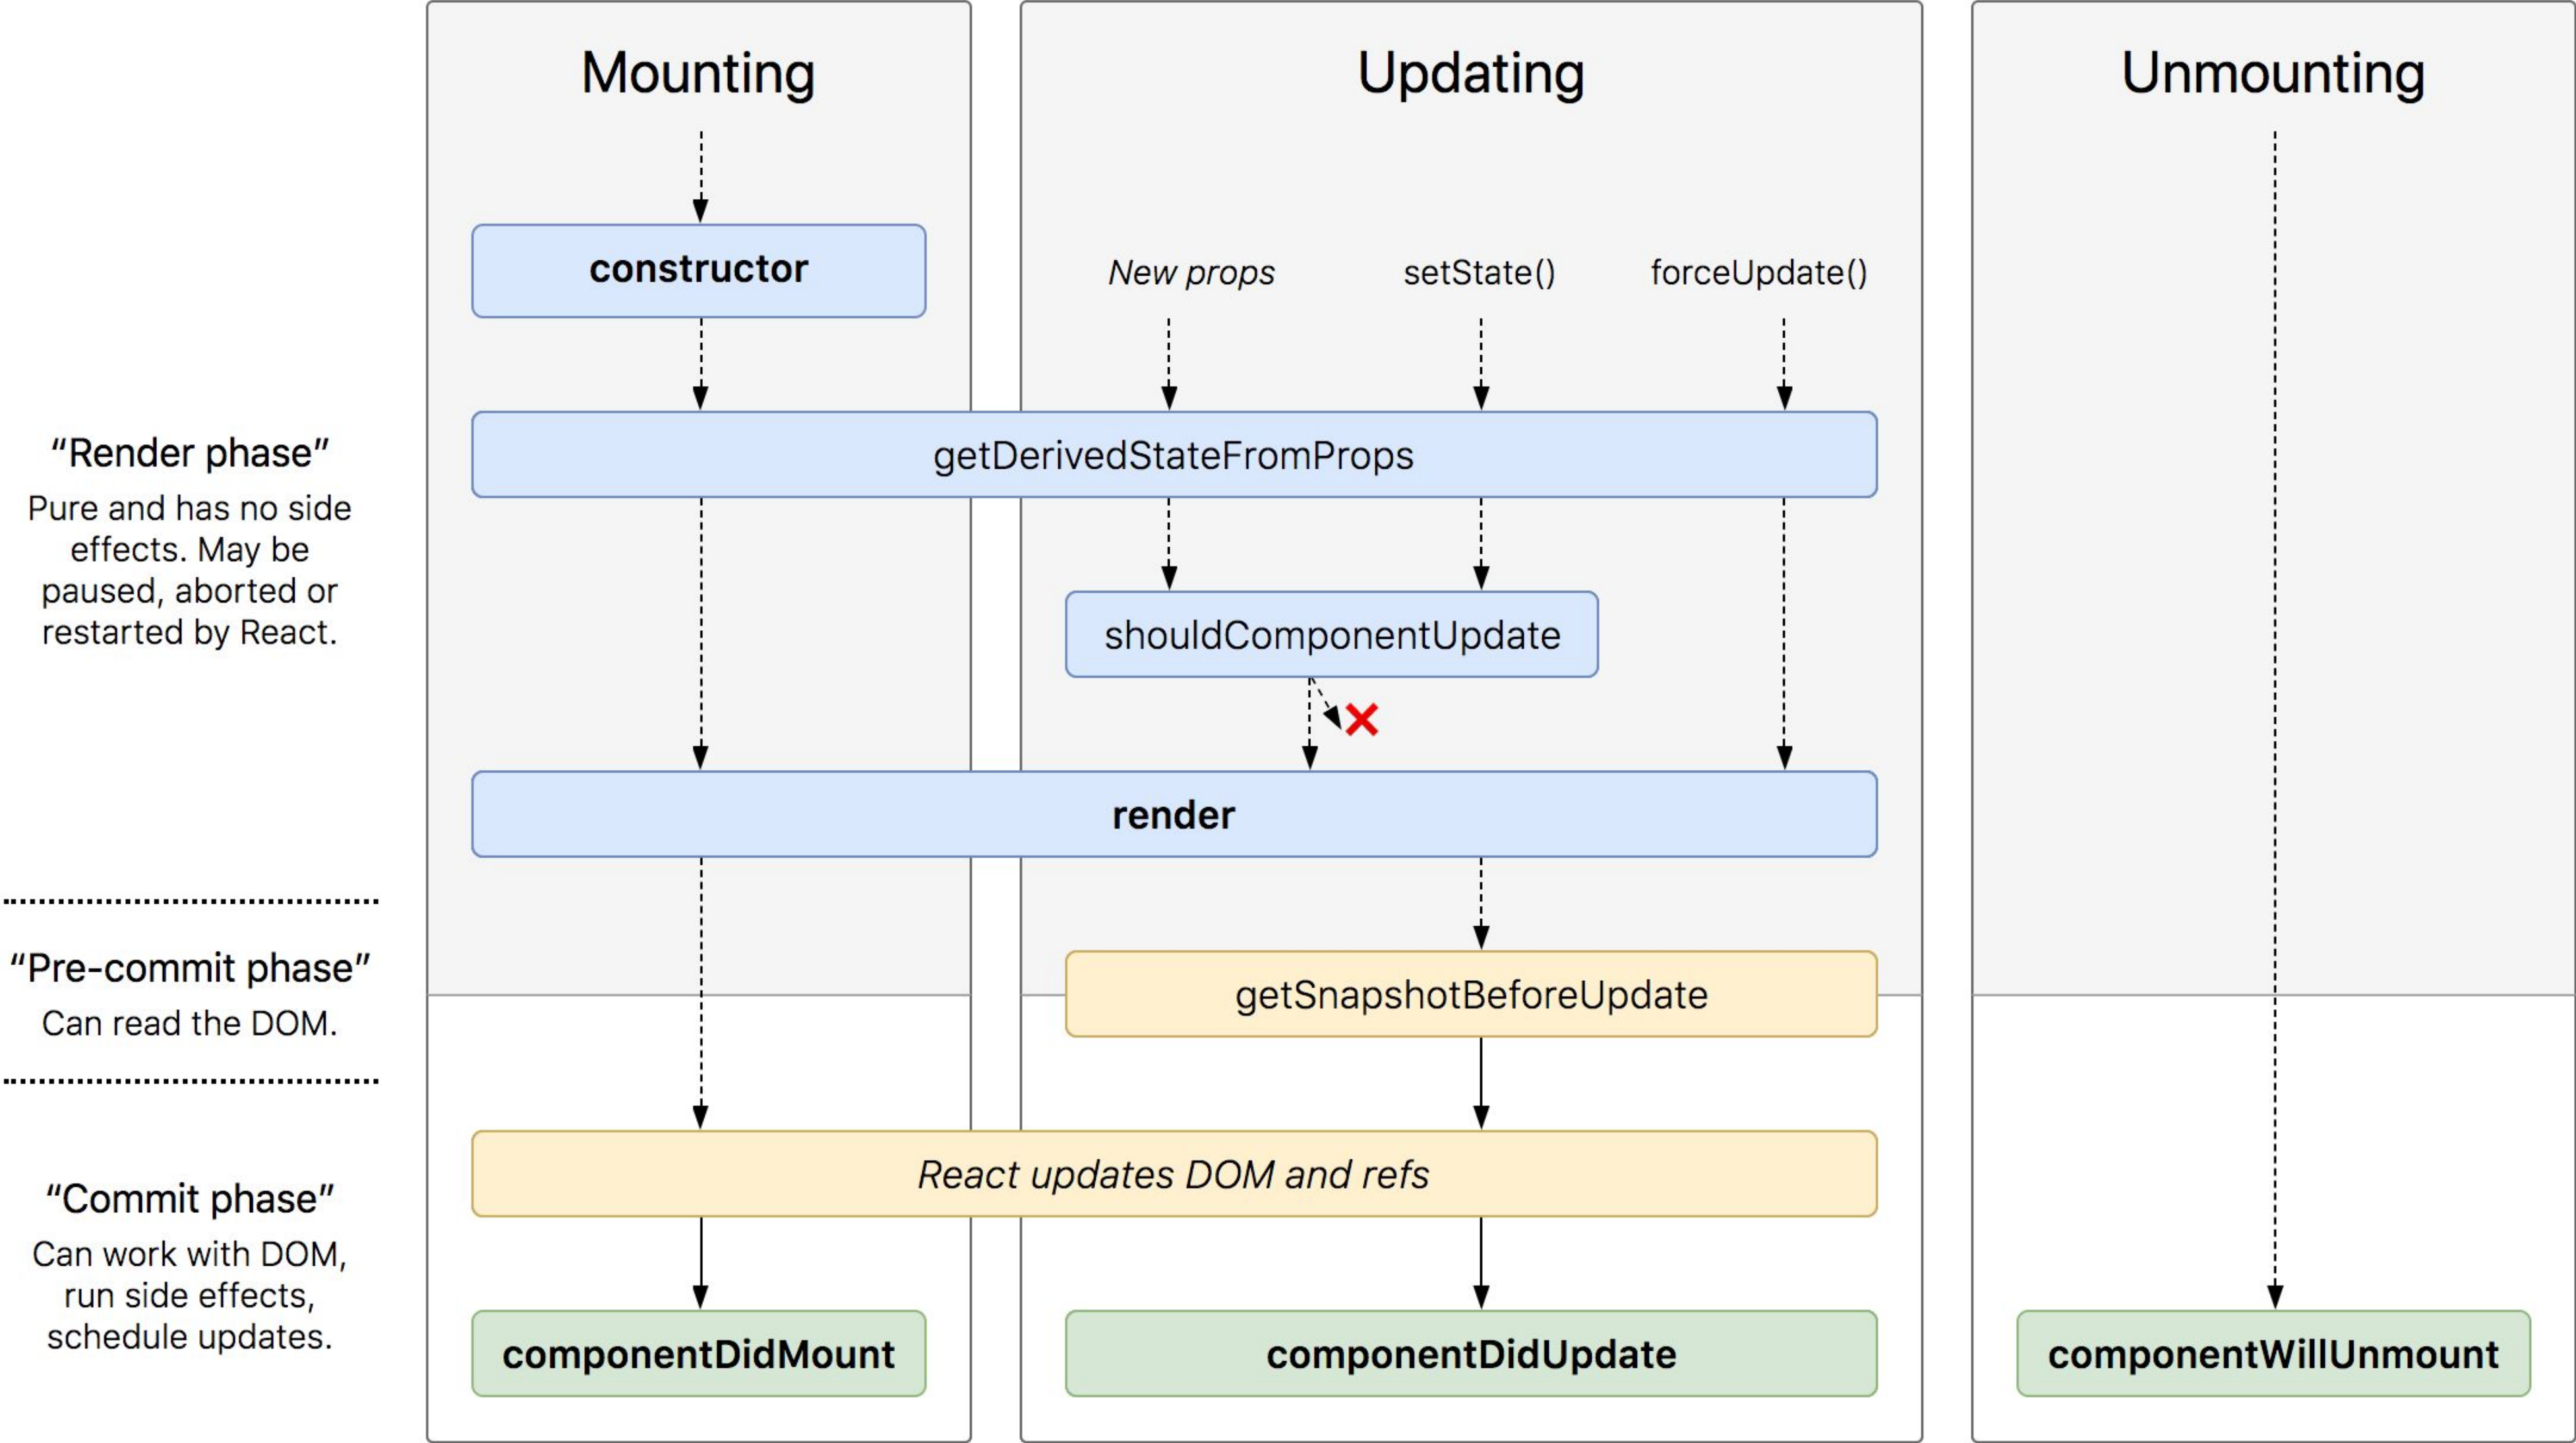 Mounting
Updating
Unmounting
constructor
New props
setState()
forceUpdate()
getDerivedStateFromProps
“Render phase”
Pure and has no side
effects. May be
paused, aborted or
restarted by React.
shouldComponentUpdate
render
“Pre-commit phase”
Can read the DOM.
getSnapshotBeforeUpdate
React updates DOM and refs
“Commit phase”
Can work with DOM,
run side effects,
schedule updates.
componentDidMount
componentDidUpdate
componentWillUnmount